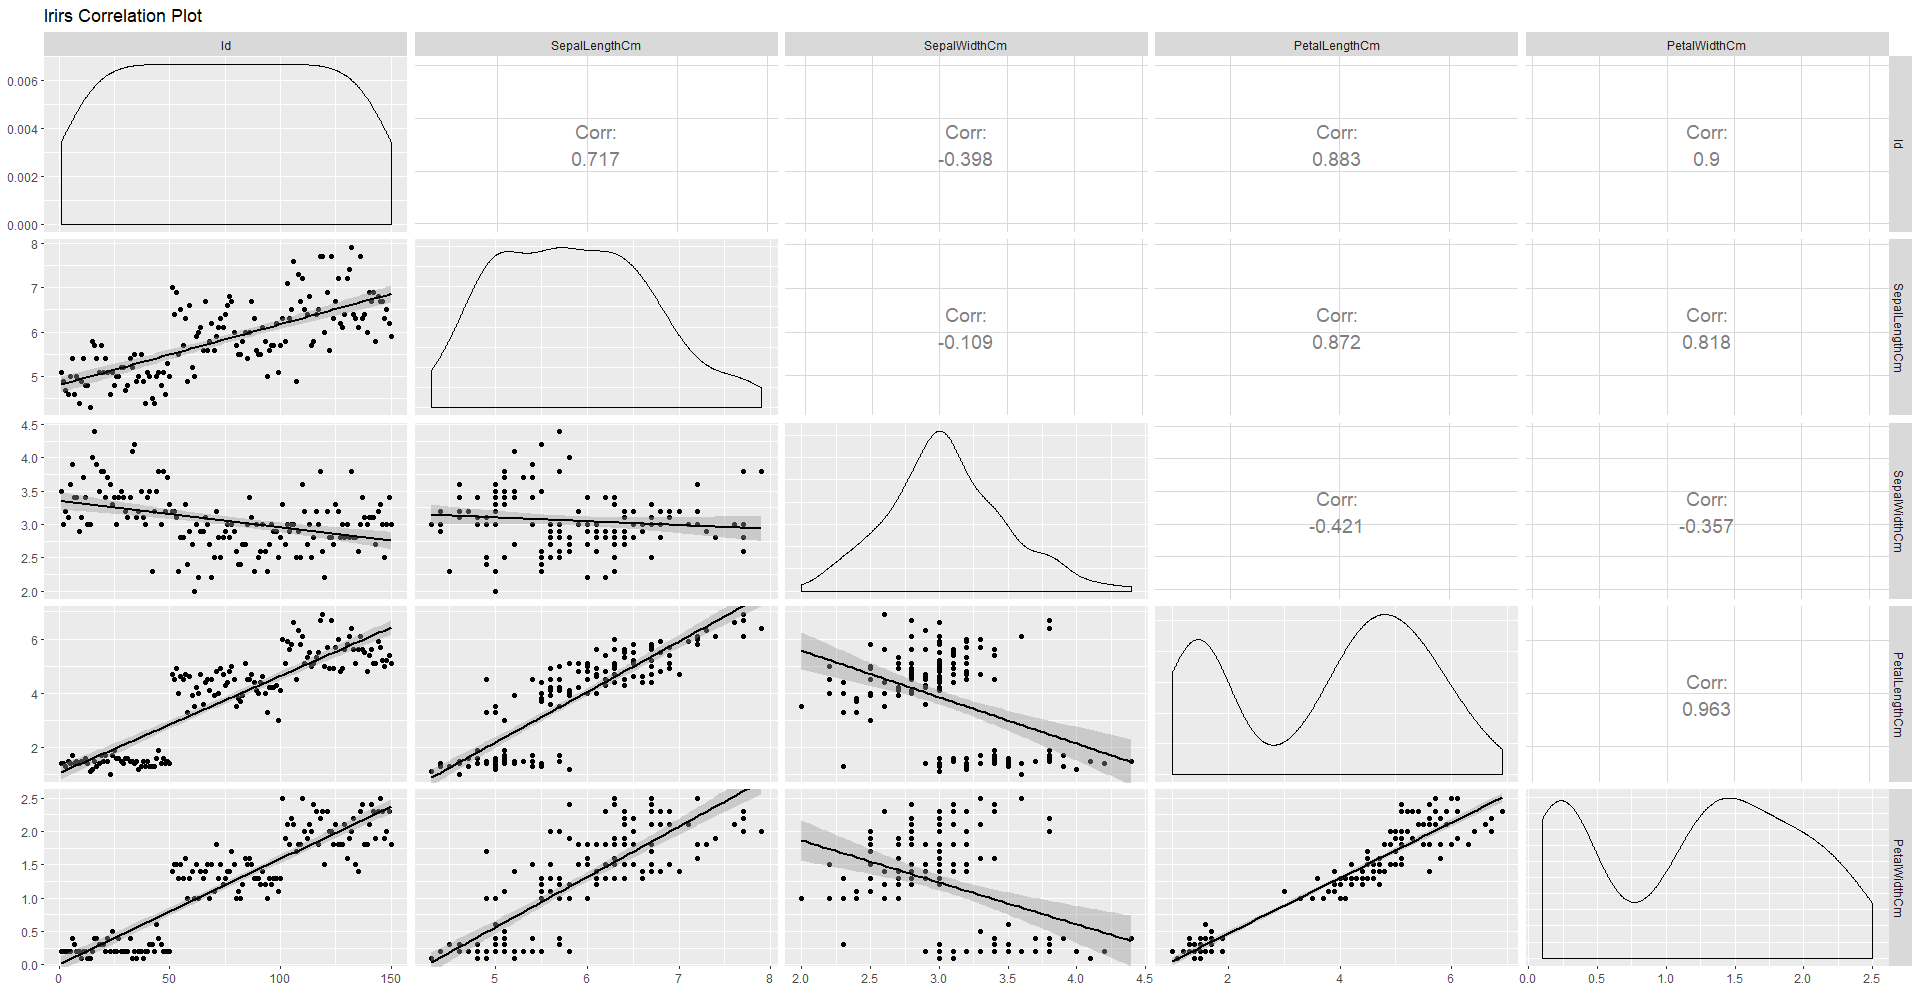 Irirs Correlation Plot
Id SepalLengthCm SepalWidthCm PetalLengthCm PetalWidthCm
0.006
0.004
0.002
0.000
Corr:
0.717
Corr:
-0.398
Corr:
0.883
Corr:
0.9
Id
8
7
6
5
Corr:
-0.109
Corr:
0.872
Corr:
0.818
SepalLengthCm
4.5
4.0
3.5
3.0
2.5
2.0
Corr:
-0.421
Corr:
-0.357
SepalWidthCm
6
4
2
Corr:
0.963
PetalLengthCm
2.5
2.0
1.5
1.0
0.5
0.0
PetalWidthCm
0 50 100 150 5 6 7 8 2.0 2.5 3.0 3.5 4.0 4.5 2 4 6 0.0 0.5 1.0 1.5 2.0 2.5